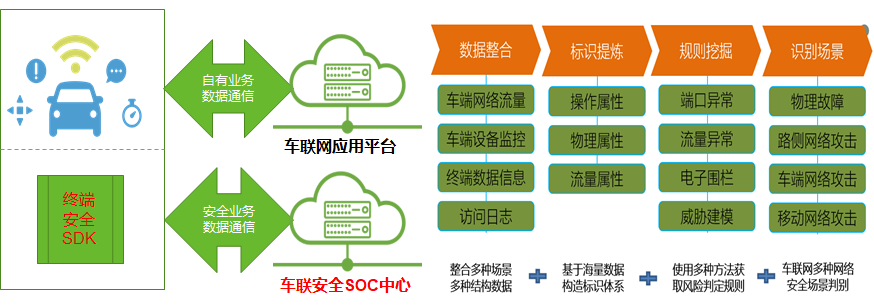 终端
安全
SDK
自有业务
数据通信
车联网应用平台
安全业务
数据通信
车联安全SOC中心
数据整合
标识提炼
规则挖掘
识别场景
车端网络流量
操作属性
端口异常
物理故障
车端设备监控
物理属性
流量异常
路侧网络攻击
终端数据信息
流量属性
电子围栏
车端网络攻击
访问日志
威胁建模
移动网络攻击
整合多种场景
多种结构数据
基于海量数据
构造标识体系
使用多种方法获
取风险判定规则
车联网多种网络
安全场景判别